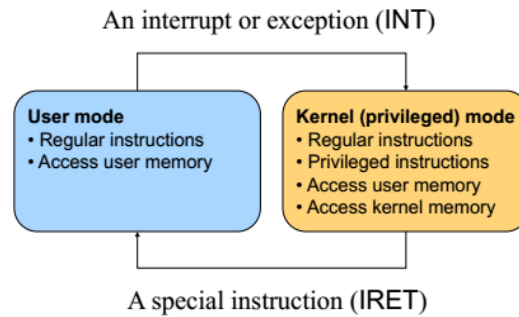 An interrupt or exception (INT)
User mode
• Regular instructions
• Access user memory
Kernel (privileged) mode
• Regular instructions
• Privileged instructions
• Access user memory
• Access kernel memory
A special instruction (IRET)